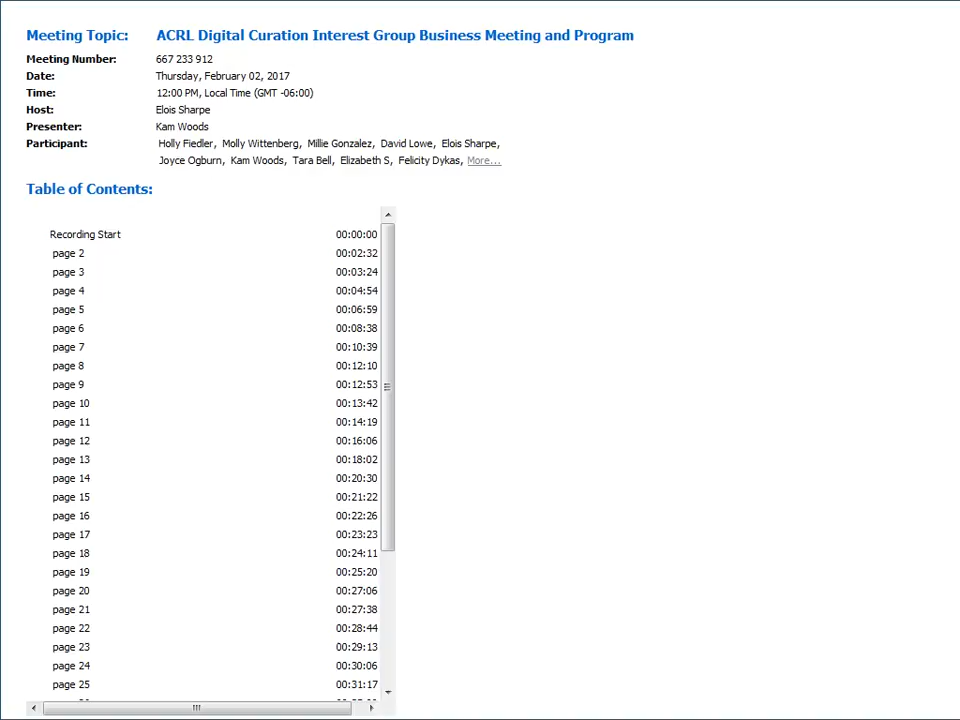 Meeting Topic: ACRL Digital Curation Interest Group Business Meeting and Program
Meeting Number: 667 233 912
Date: Thursday, February 02, 2017
Time: 12:00 PM, Local Time (GMT -06:00)
Host: Elois Sharpe
Presenter: Kam Woods
Participant: Holly Fiedler, Molly Wittenberg, Millie Gonzalez, David Lowe, Elois Sharpe,
Joyce Ogburn, Kam Woods, Tara Bell, Elizabeth S, Felicity Dykas, More...
Table of Contents:
Recording Start 00:00:00
page 2 00:02:32
page 3 00:03:24
page 4 00:04:54
page 5 00:06:59
page 6 00:08:38
page 7 00:10:39
page 8 00:12:10
page 9 00:12:53
page 10 00:13:42
page 11 00:14:19
page 12 00:16:06
page 13 00:18:02
page 14 00:20:30
page 15 00:21:22
page 16 00:22:26
page 17 00:23:23
page 18 00:24:11
page 19 00:25:20
page 20 00:27:06
page 21 00:27:38
page 22 00:28:44
page 23 00:29:13
page 24 00:30:06
page 25 00:31:17